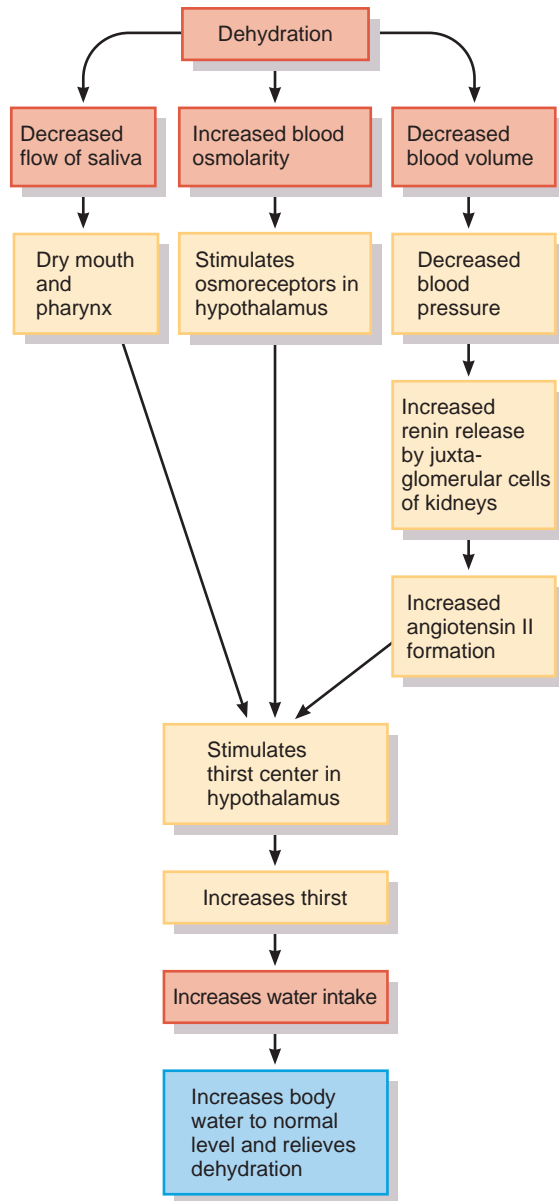 Dehydration
Decreased
flow of saliva
Increased blood
osmolarity
Decreased
blood volume
Dry mouth
and
pharynx
Stimulates
osmoreceptors in
hypothalamus
Decreased
blood
pressure
Increased
renin release
by juxta-
glomerular cells
of kidneys
Increased
angiotensin II
formation
Stimulates
thirst center in
hypothalamus
Increases thirst
Increases water intake
Increases body
water to normal
level and relieves
dehydration